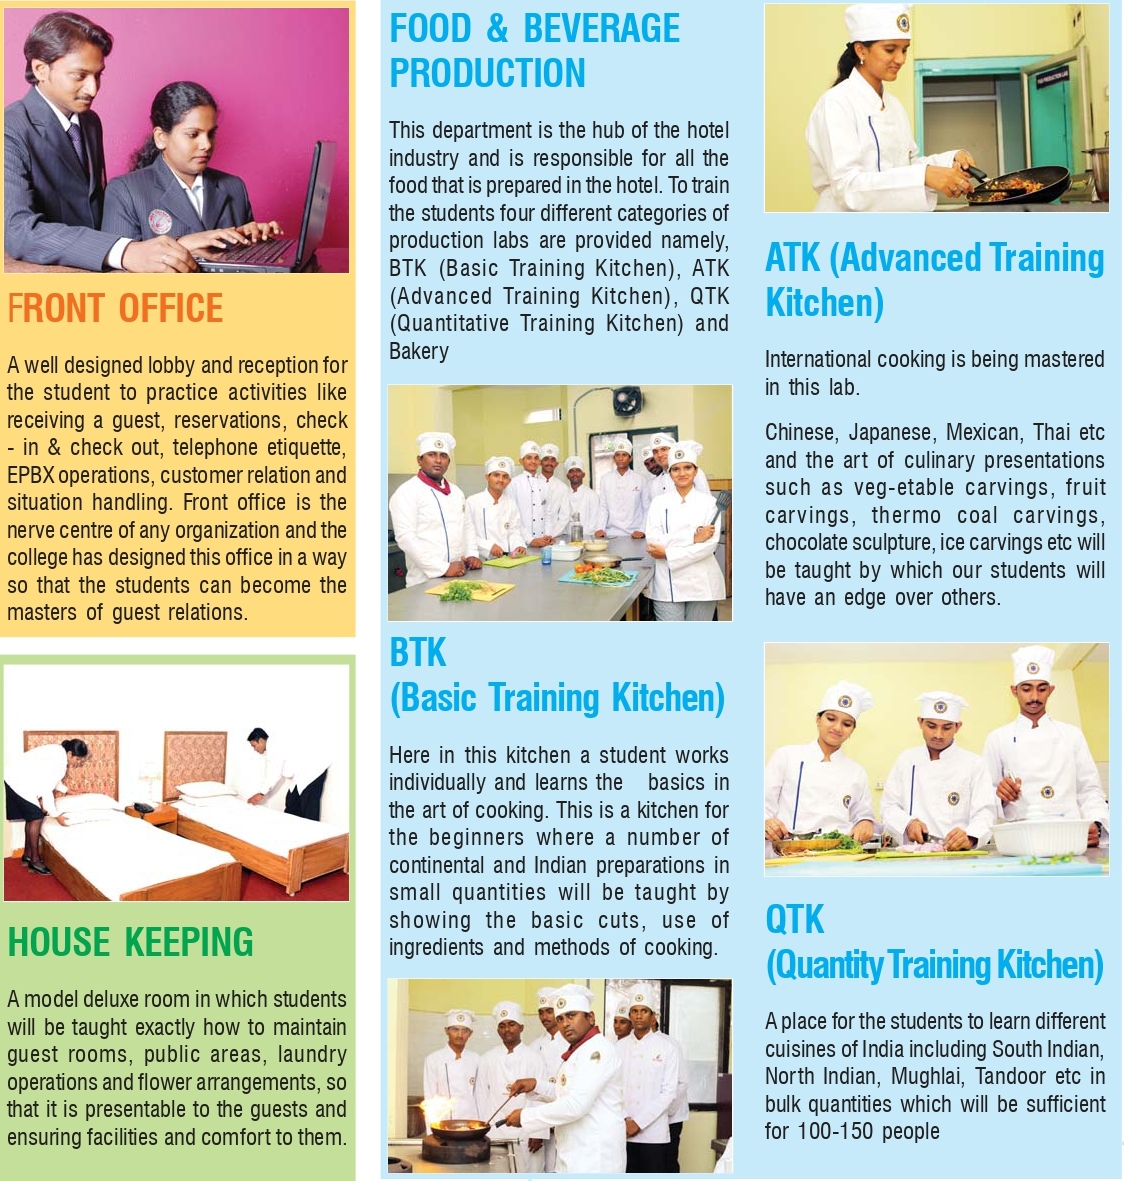 FRONT OFFICE
A well designed lobby and reception for
the student to practice activities like
receiving a guest, reservations, check
- in & check out, telephone etiquette,
EPBX operations, customer relation and
situation handling. Front office is the
nerve centre of any organization and the
college has designed this office in a way
so that the students can become the
masters of guest relations.
HOUSE KEEPING
A model deluxe room in which students
will be taught exactly how to maintain
guest rooms, public areas, laundry
operations and flower arrangements, so
that it is presentable to the guests and
ensuring facilities and comfort to them.
FOOD & BEVERAGE
PRODUCTION
This department is the hub of the hotel
industry and is responsible for all the
food that is prepared in the hotel. To train
the students four different categories of
production labs are provided namely,
BTK (Basic Training Kitchen), ATK
(Advanced Training Kitchen), QTK
(Quantitative Training Kitchen) and
Bakery
BTK
(Basic Training Kitchen)
Here in this kitchen a student works
individually and learns the basics in
the art of cooking. This is a kitchen for
the beginners where a number of
continental and Indian preparations in
small quantities will be taught by
showing the basic cuts, use of
ingredients and methods of cooking.
ATK (Advanced Training
Kitchen)
International cooking is being mastered
in this lab.
Chinese, Japanese, Mexican, Thai etc
and the art of culinary presentations
such as veg-etable carvings, fruit
carvings, thermo coal carvings,
chocolate sculpture, ice carvings etc will
be taught by which our students will
have an edge over others.
QTK
(Quantity Training Kitchen)
A place for the students to learn different
cuisines of India including South Indian,
North Indian, Mughlai, Tandoor etc in
bulk quantities which will be sufficient
for 100-150 people